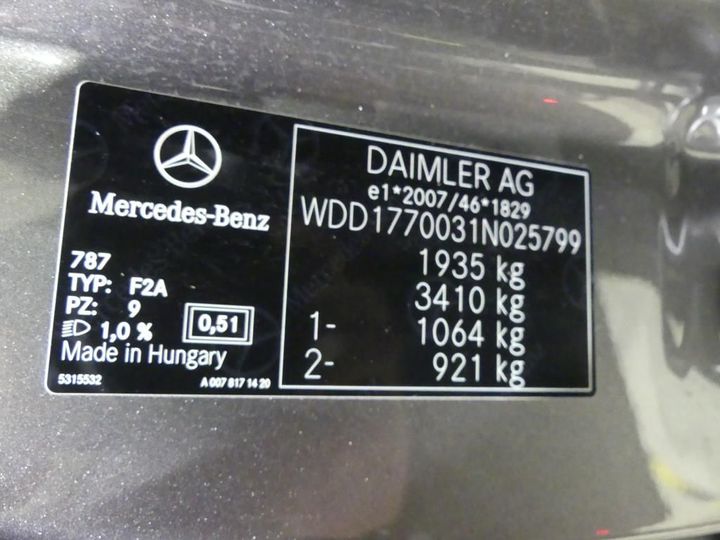 Mercedes-Benz
787
TYP: F2A
PZ: 9
1,0 %
0,51
Made in Hungary
5315532
A 007 817 14 20
DAIMLER AG
e1*2007/46*1829
WDD1770031N025799
1935 kg
3410 kg
1- 1064 kg
2- 921 kg